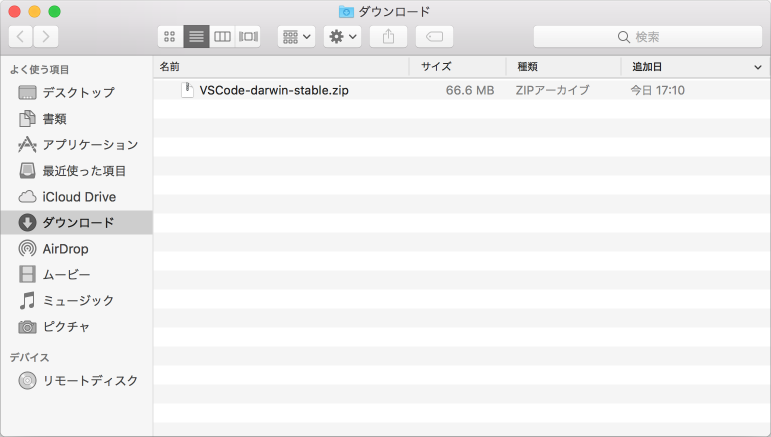 ダウンロード
検索
よく使う項目
デスクトップ
書類
アプリケーション
最近使った項目
iCloud Drive
ダウンロード
AirDrop
ムービー
ミュージック
ピクチャ
デバイス
リモートディスク
名前 サイズ 種類 追加日
VSCode-darwin-stable.zip 66.6 MB ZIPアーカイブ 今日 17:10